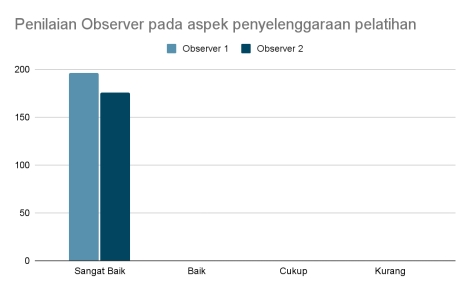 Penilaian Observer pada aspek penyelenggaraan pelatihan
Observer 1 Observer 2
200
150
100
50
0
Sangat Baik Baik Cukup Kurang